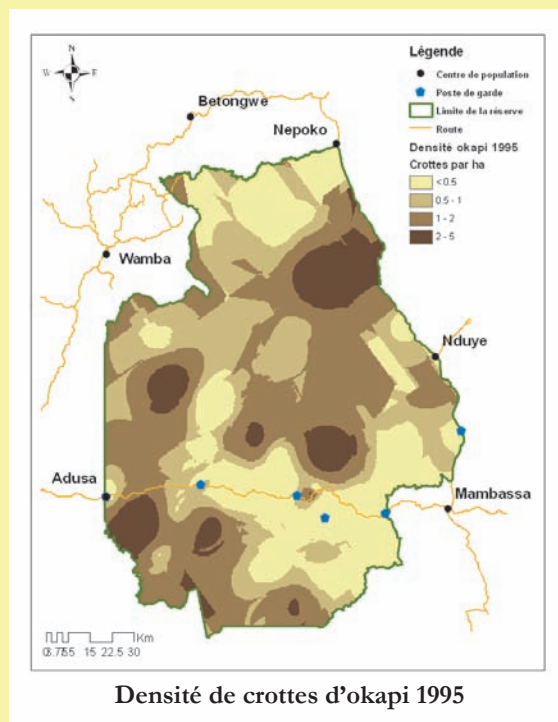 N
W E
S
Légende
Centre de population
Poste de garde
Limite de la réserve
Route
Densité okapi 1995
Crottes par ha
<0.5
0.5 - 1
1 - 2
2 - 5
Betongwe
Nepoko
Wamba
Nduye
Adusa
Mambassa
Km
15 22.5 30
Densité de crottes d'okapi 1995